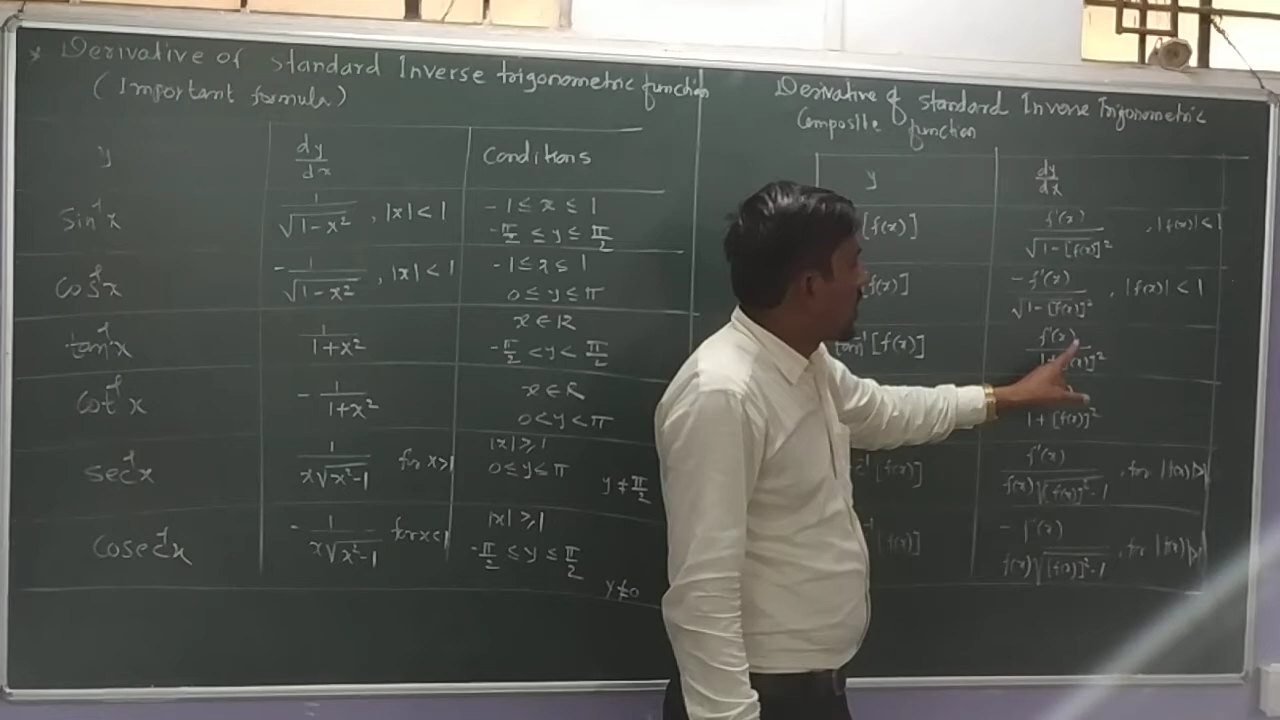 * Derivative of standard Inverse trigonometric function
( Important formula )
y dy/dx Conditions
sin⁻¹x 1/√(1-x²) , |x| < 1 -1 ≤ x ≤ 1
-π/2 ≤ y ≤ π/2
cos⁻¹x -1/√(1-x²) , |x| < 1 -1 ≤ x ≤ 1
0 ≤ y ≤ π
tan⁻¹x 1/(1+x²) x ∈ R
-π/2 < y < π/2
cot⁻¹x -1/(1+x²) x ∈ R
0 < y < π
sec⁻¹x 1/(x√(x²-1)) for x>1 |x| ≥ 1
0 ≤ y ≤ π y ≠ π/2
cosec⁻¹x -1/(x√(x²-1)) for x<1 |x| ≥ 1
-π/2 ≤ y ≤ π/2
y ≠ 0
Derivative of standard Inverse Trigonometric
Composite function
y dy/dx
[f(x)] f'(x)/√(1-[f(x)]²) , |f(x)| < 1
[f(x)] -f'(x)/√(1-[f(x)]²) , |f(x)| < 1
tan⁻¹[f(x)] f'(x)/(1+[f(x)]²)
1+[f(x)]²
⁻¹[f(x)] f'(x)/(f(x)√([f(x)]²-1)) , for |f(x)|>1
⁻¹[f(x)] -f'(x)/(f(x)√([f(x)]²-1)) , for |f(x)|>1